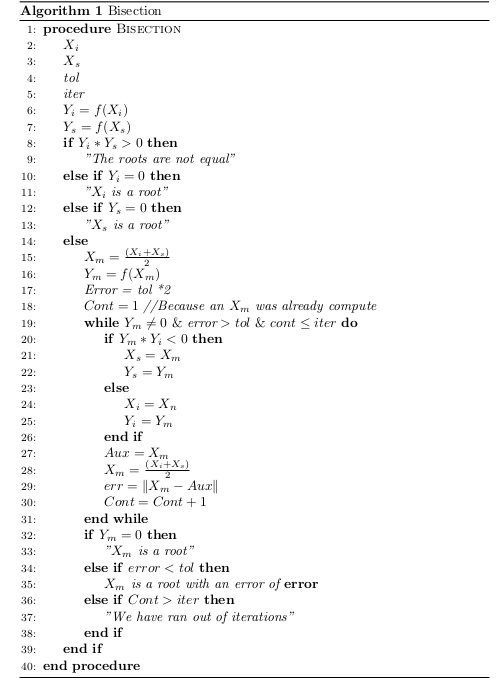 Algorithm 1 Bisection
1: procedure BISECTION
2: X_i
3: X_s
4: tol
5: iter
6: Y_i = f(X_i)
7: Y_s = f(X_s)
8: if Y_i * Y_s > 0 then
9: "The roots are not equal"
10: else if Y_i = 0 then
11: "X_i is a root"
12: else if Y_s = 0 then
13: "X_s is a root"
14: else
15: X_m = (X_i+X_s)/2
16: Y_m = f(X_m)
17: Error = tol *2
18: Cont = 1 //Because an X_m was already compute
19: while Y_m ≠ 0 & error > tol & cont ≤ iter do
20: if Y_m * Y_i < 0 then
21: X_s = X_m
22: Y_s = Y_m
23: else
24: X_i = X_n
25: Y_i = Y_m
26: end if
27: Aux = X_m
28: X_m = (X_i+X_s)/2
29: err = ‖X_m − Aux‖
30: Cont = Cont + 1
31: end while
32: if Y_m = 0 then
33: "X_m is a root"
34: else if error < tol then
35: X_m is a root with an error of error
36: else if Cont > iter then
37: "We have ran out of iterations"
38: end if
39: end if
40: end procedure